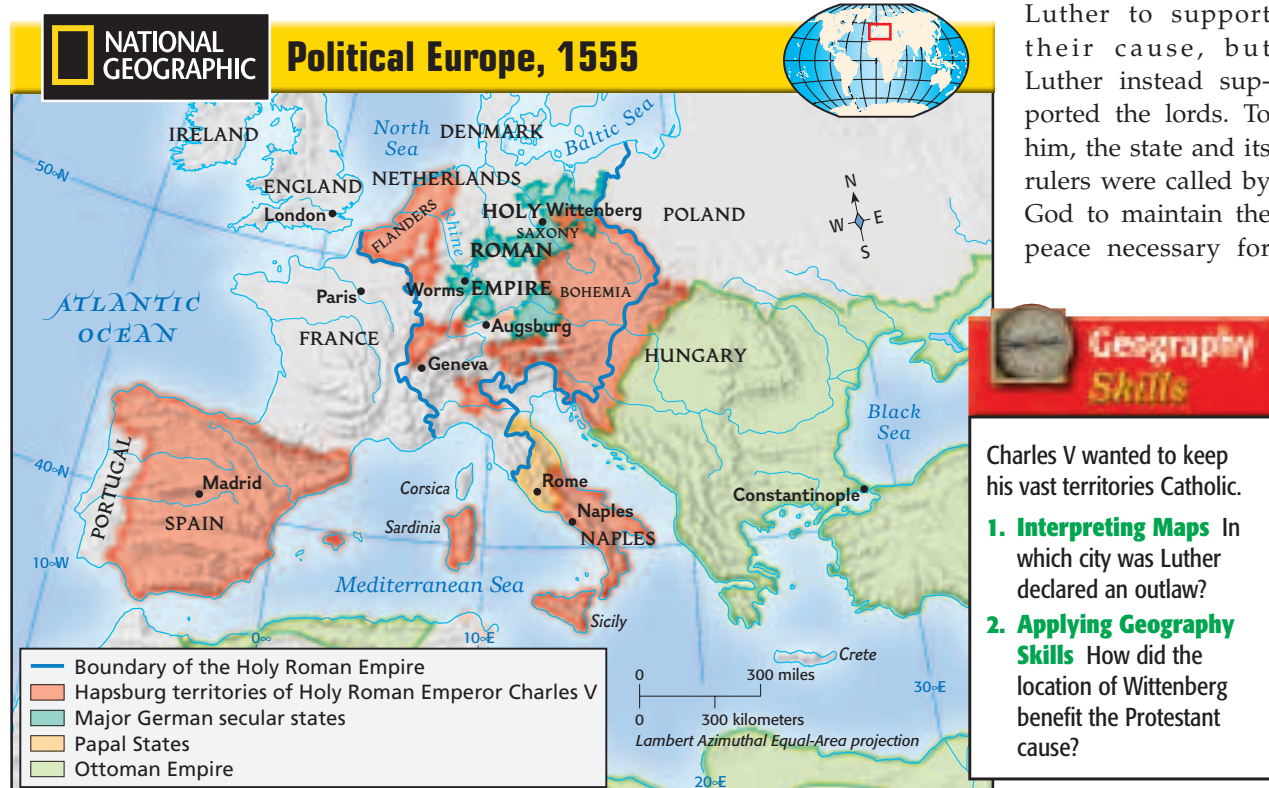 NATIONAL
GEOGRAPHIC
Political Europe, 1555
IRELAND
North
Sea
DENMARK
Baltic Sea
50∞N
ENGLAND
NETHERLANDS
London
HOLY
Wittenberg
POLAND
FLANDERS
Rhine
SAXONY
ROMAN
N
W
E
S
Paris
Worms
EMPIRE
BOHEMIA
ATLANTIC
OCEAN
Augsburg
FRANCE
HUNGARY
Geneva
Black
Sea
40∞N
PORTUGAL
Madrid
SPAIN
Corsica
Rome
Constantinople
Sardinia
Naples
NAPLES
10∞W
Mediterranean Sea
Sicily
0∞
10∞E
Crete
30∞E
20∞E
Boundary of the Holy Roman Empire
Hapsburg territories of Holy Roman Emperor Charles V
Major German secular states
Papal States
Ottoman Empire
0
300 miles
0
300 kilometers
Lambert Azimuthal Equal-Area projection
Luther to support
their cause, but
Luther instead sup-
ported the lords. To
him, the state and its
rulers were called by
God to maintain the
peace necessary for
Geography
Skills
Charles V wanted to keep
his vast territories Catholic.
1. Interpreting Maps In
which city was Luther
declared an outlaw?
2. Applying Geography
Skills How did the
location of Wittenberg
benefit the Protestant
cause?